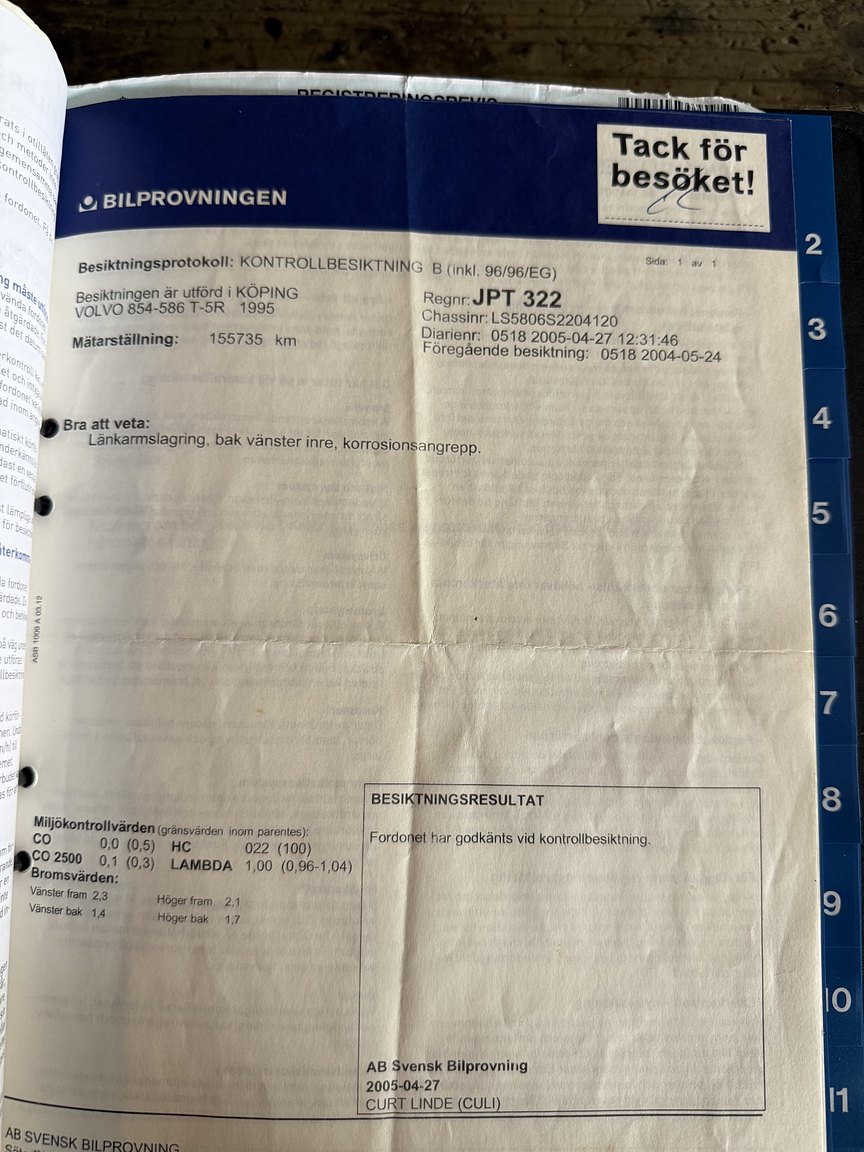 REGISTRERINGSBEVIS
Tack för
besöket!
BILPROVNINGEN
Besiktningsprotokoll: KONTROLLBESIKTNING B (inkl. 96/96/EG)
Sida: 1 av 1
Besiktningen är utförd i KÖPING
VOLVO 854-586 T-5R 1995
Mätarställning: 155735 km
Regnr: JPT 322
Chassinr: LS5806S2204120
Diarienr: 0518 2005-04-27 12:31:46
Föregående besiktning: 0518 2004-05-24
Bra att veta:
Länkarmslagring, bak vänster inre, korrosionsangrepp.
ASB 1009 A 03.12
Miljökontrollvärden (gränsvärden inom parentes):
CO 0,0 (0,5) HC 022 (100)
CO 2500 0,1 (0,3) LAMBDA 1,00 (0,96-1,04)
Bromsvärden:
Vänster fram 2,3 Höger fram 2,1
Vänster bak 1,4 Höger bak 1,7
BESIKTNINGSRESULTAT
Fordonet har godkänts vid kontrollbesiktning.
AB Svensk Bilprovning
2005-04-27
CURT LINDE (CULI)
AB SVENSK BILPROVNING
2
3
4
5
6
7
8
9
10
11